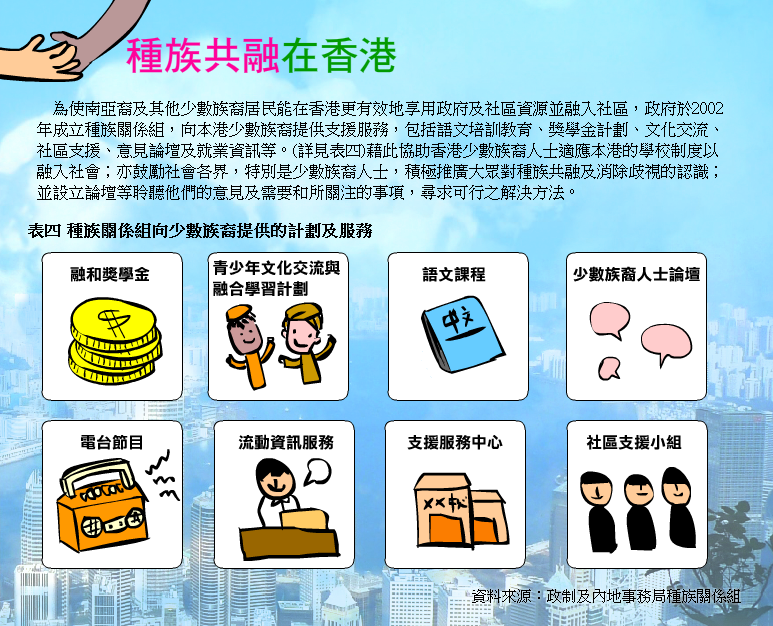 種族共融在香港
為使南亞裔及其他少數族裔居民能在香港更有效地享用政府及社區資源並融入社區，政府於2002
年成立種族關係組，向本港少數族裔提供支援服務，包括語文培訓教育、獎學金計劃、文化交流、
社區支援、意見論壇及就業資訊等。(詳見表四)藉此協助香港少數族裔人士適應本港的學校制度以
融入社會；亦鼓勵社會各界，特別是少數族裔人士，積極推廣大眾對種族共融及消除歧視的認識；
並設立論壇等聆聽他們的意見及需要和所關注的事項，尋求可行之解決方法。
表四 種族關係組向少數族裔提供的計劃及服務
融和獎學金
青少年文化交流與
融合學習計劃
語文課程
少數族裔人士論壇
$
中文
電台節目
流動資訊服務
支援服務中心
社區支援小組
XX中心
資料來源：政制及內地事務局種族關係組